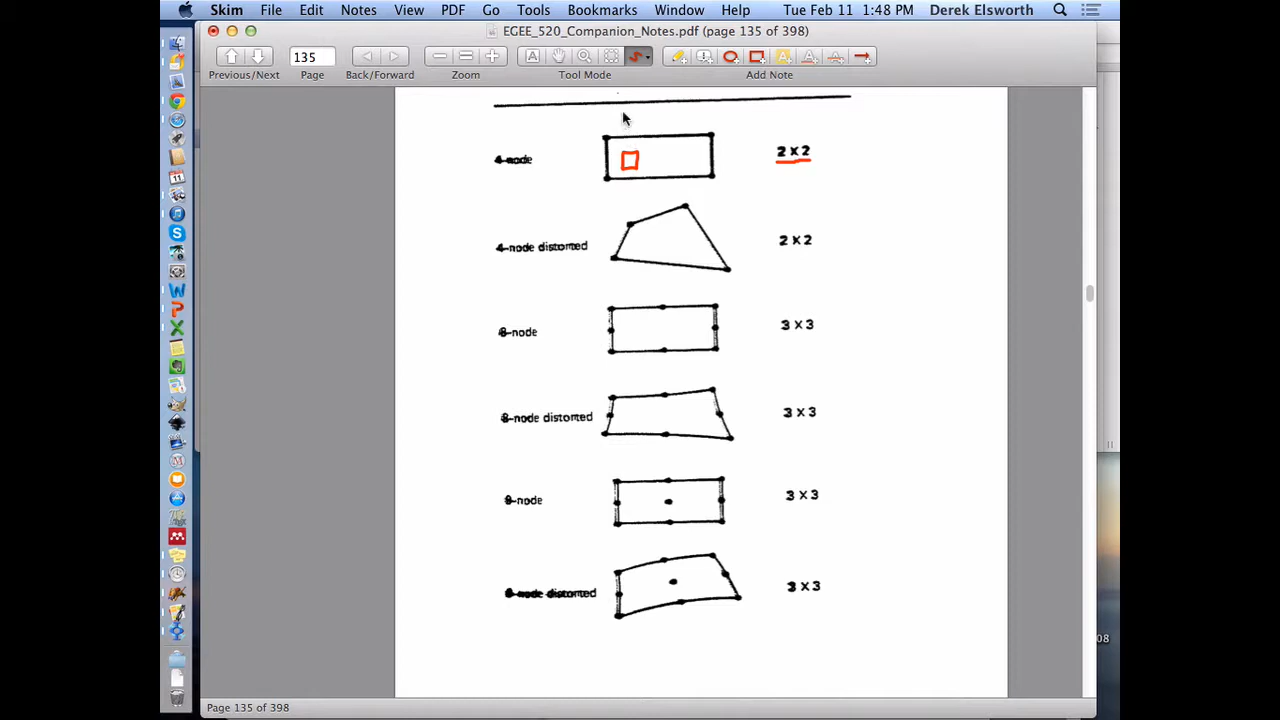 Skim File Edit Notes View PDF Go Tools Bookmarks Window Help Tue Feb 11 1:48 PM Derek Elsworth
EGEE_520_Companion_Notes.pdf (page 135 of 398)
135
Previous/Next Page Back/Forward Zoom Tool Mode Add Note
4-node 2 × 2
4-node distorted 2 × 2
8-node 3 × 3
8-node distorted 3 × 3
9-node 3 × 3
9-node distorted 3 × 3
08
Page 135 of 398